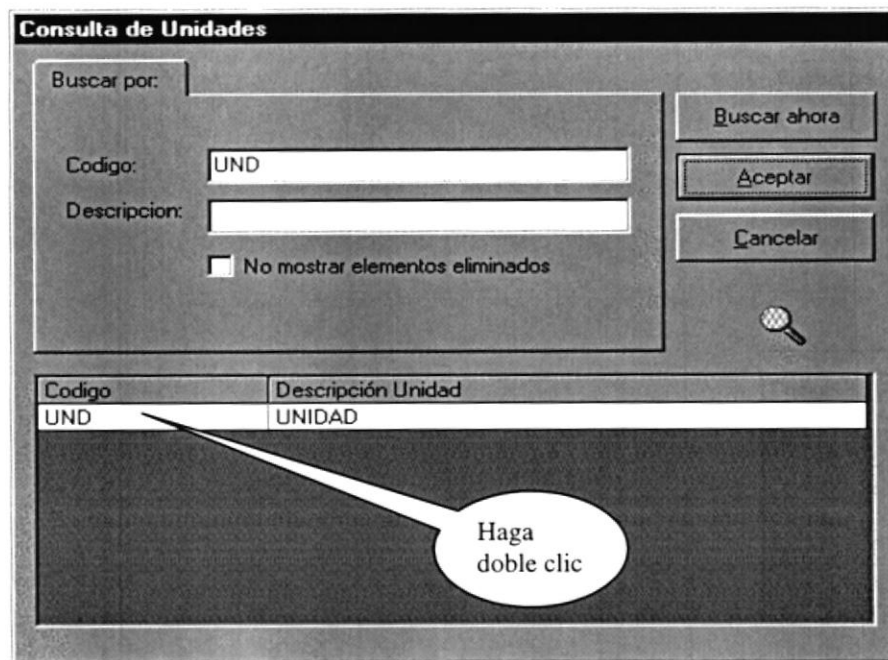 Consulta de Unidades
Buscar por:
Codigo: UND
Descripcion:
No mostrar elementos eliminados
Buscar ahora
Aceptar
Cancelar
Codigo Descripción Unidad
UND UNIDAD
Haga
doble clic